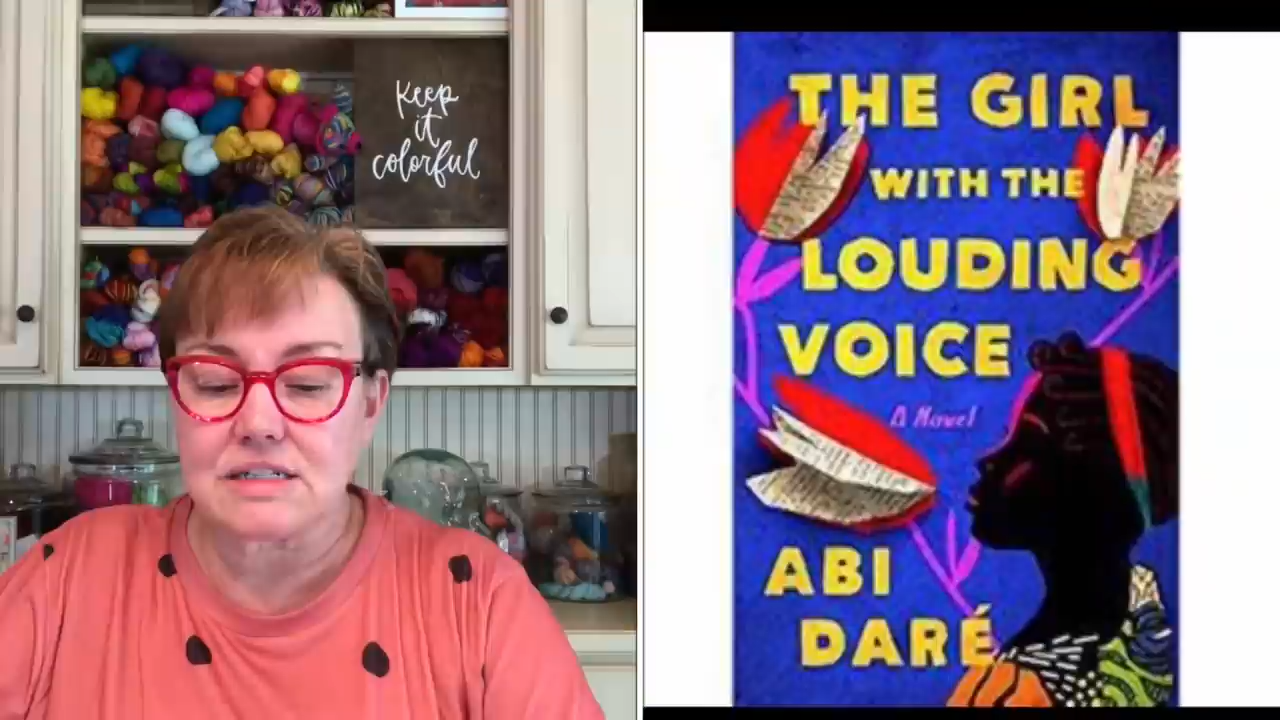 Keep
it
colorful
THE GIRL
WITH THE
LOUDING
VOICE
A Novel
ABI
DARÉ